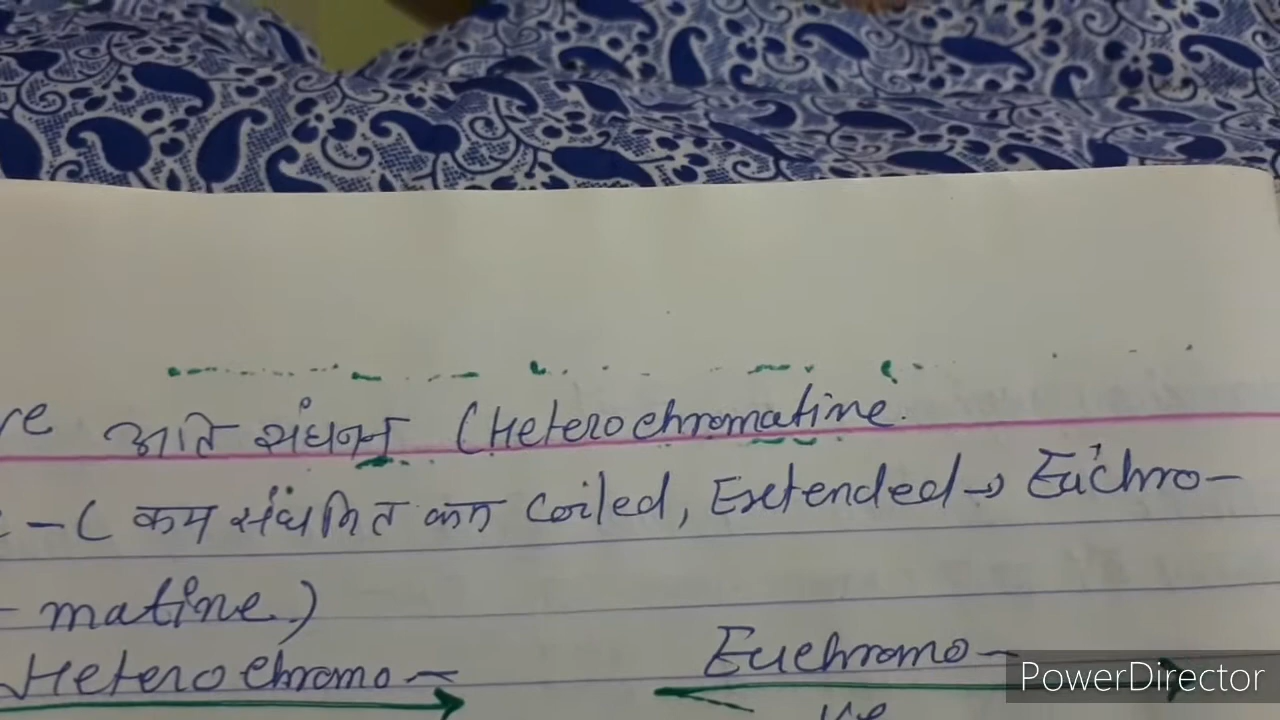 re अति संघनन (Heterochromatine.
- ( कम संघनित कम coiled, Extended → Euchro-
- matine)
Heterochromo-
Euchromo-
PowerDirector